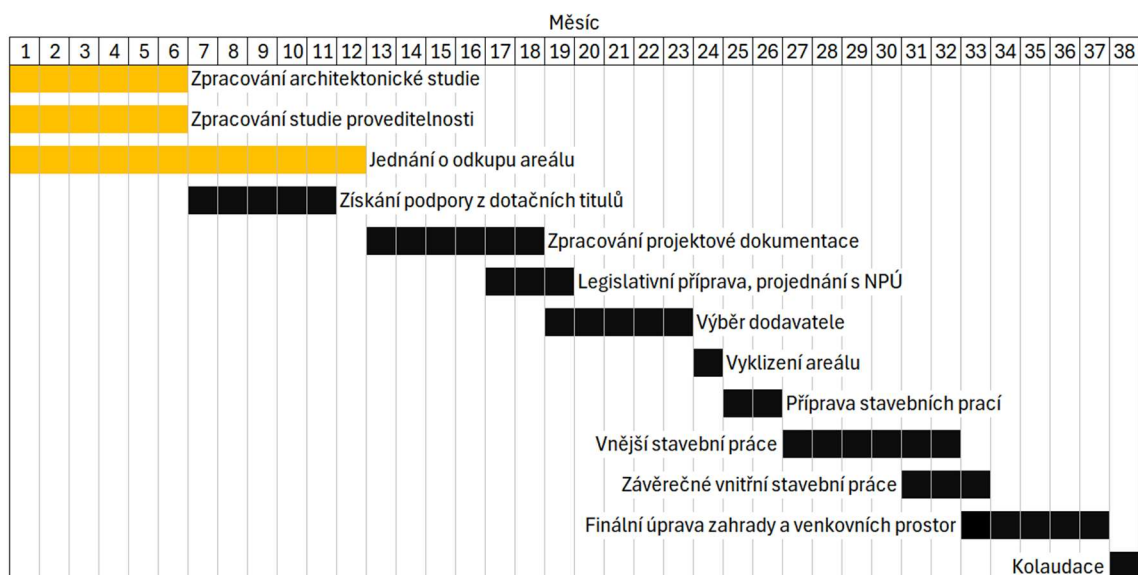 Měsíc
1 2 3 4 5 6 7 8 9 10 11 12 13 14 15 16 17 18 19 20 21 22 23 24 25 26 27 28 29 30 31 32 33 34 35 36 37 38
Zpracování architektonické studie
Zpracování studie proveditelnosti
Jednání o odkupu areálu
Získání podpory z dotačních titulů
Zpracování projektové dokumentace
Legislativní příprava, projednání s NPÚ
Výběr dodavatele
Vyklizení areálu
Příprava stavebních prací
Vnější stavební práce
Závěrečné vnitřní stavební práce
Finální úprava zahrady a venkovních prostor
Kolaudace